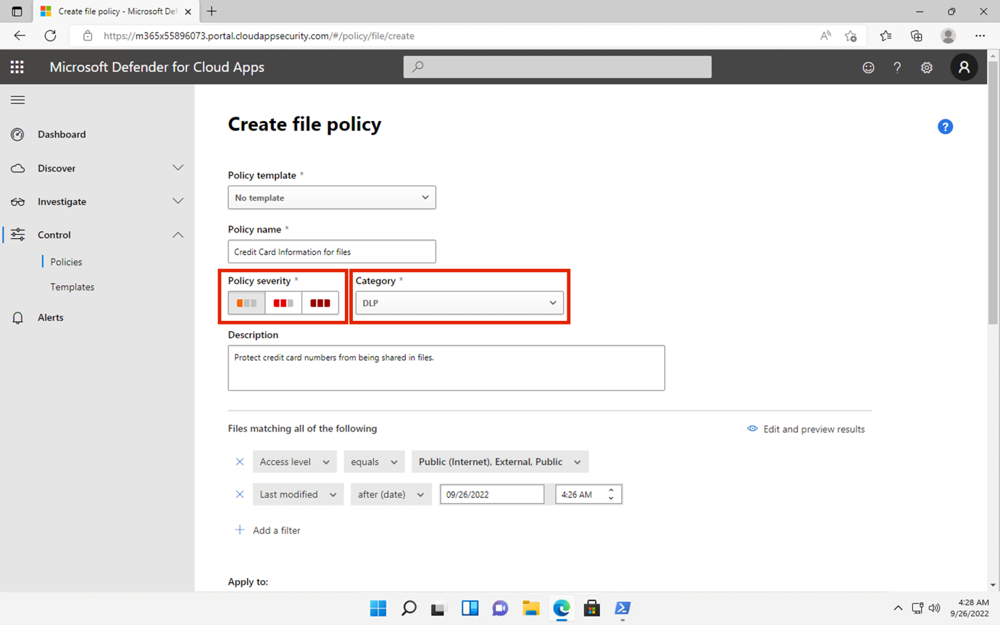 Create file policy - Microsoft Def
https://m365x55896073.portal.cloudappsecurity.com/#/policy/file/create
Microsoft Defender for Cloud Apps
Dashboard
Discover
Investigate
Control
Policies
Templates
Alerts
Create file policy
Policy template *
No template
Policy name *
Credit Card Information for files
Policy severity *
Category *
DLP
Description
Protect credit card numbers from being shared in files.
Files matching all of the following
Edit and preview results
Access level equals Public (Internet), External, Public
Last modified after (date) 09/26/2022 4:26 AM
Add a filter
Apply to:
4:28 AM
9/26/2022